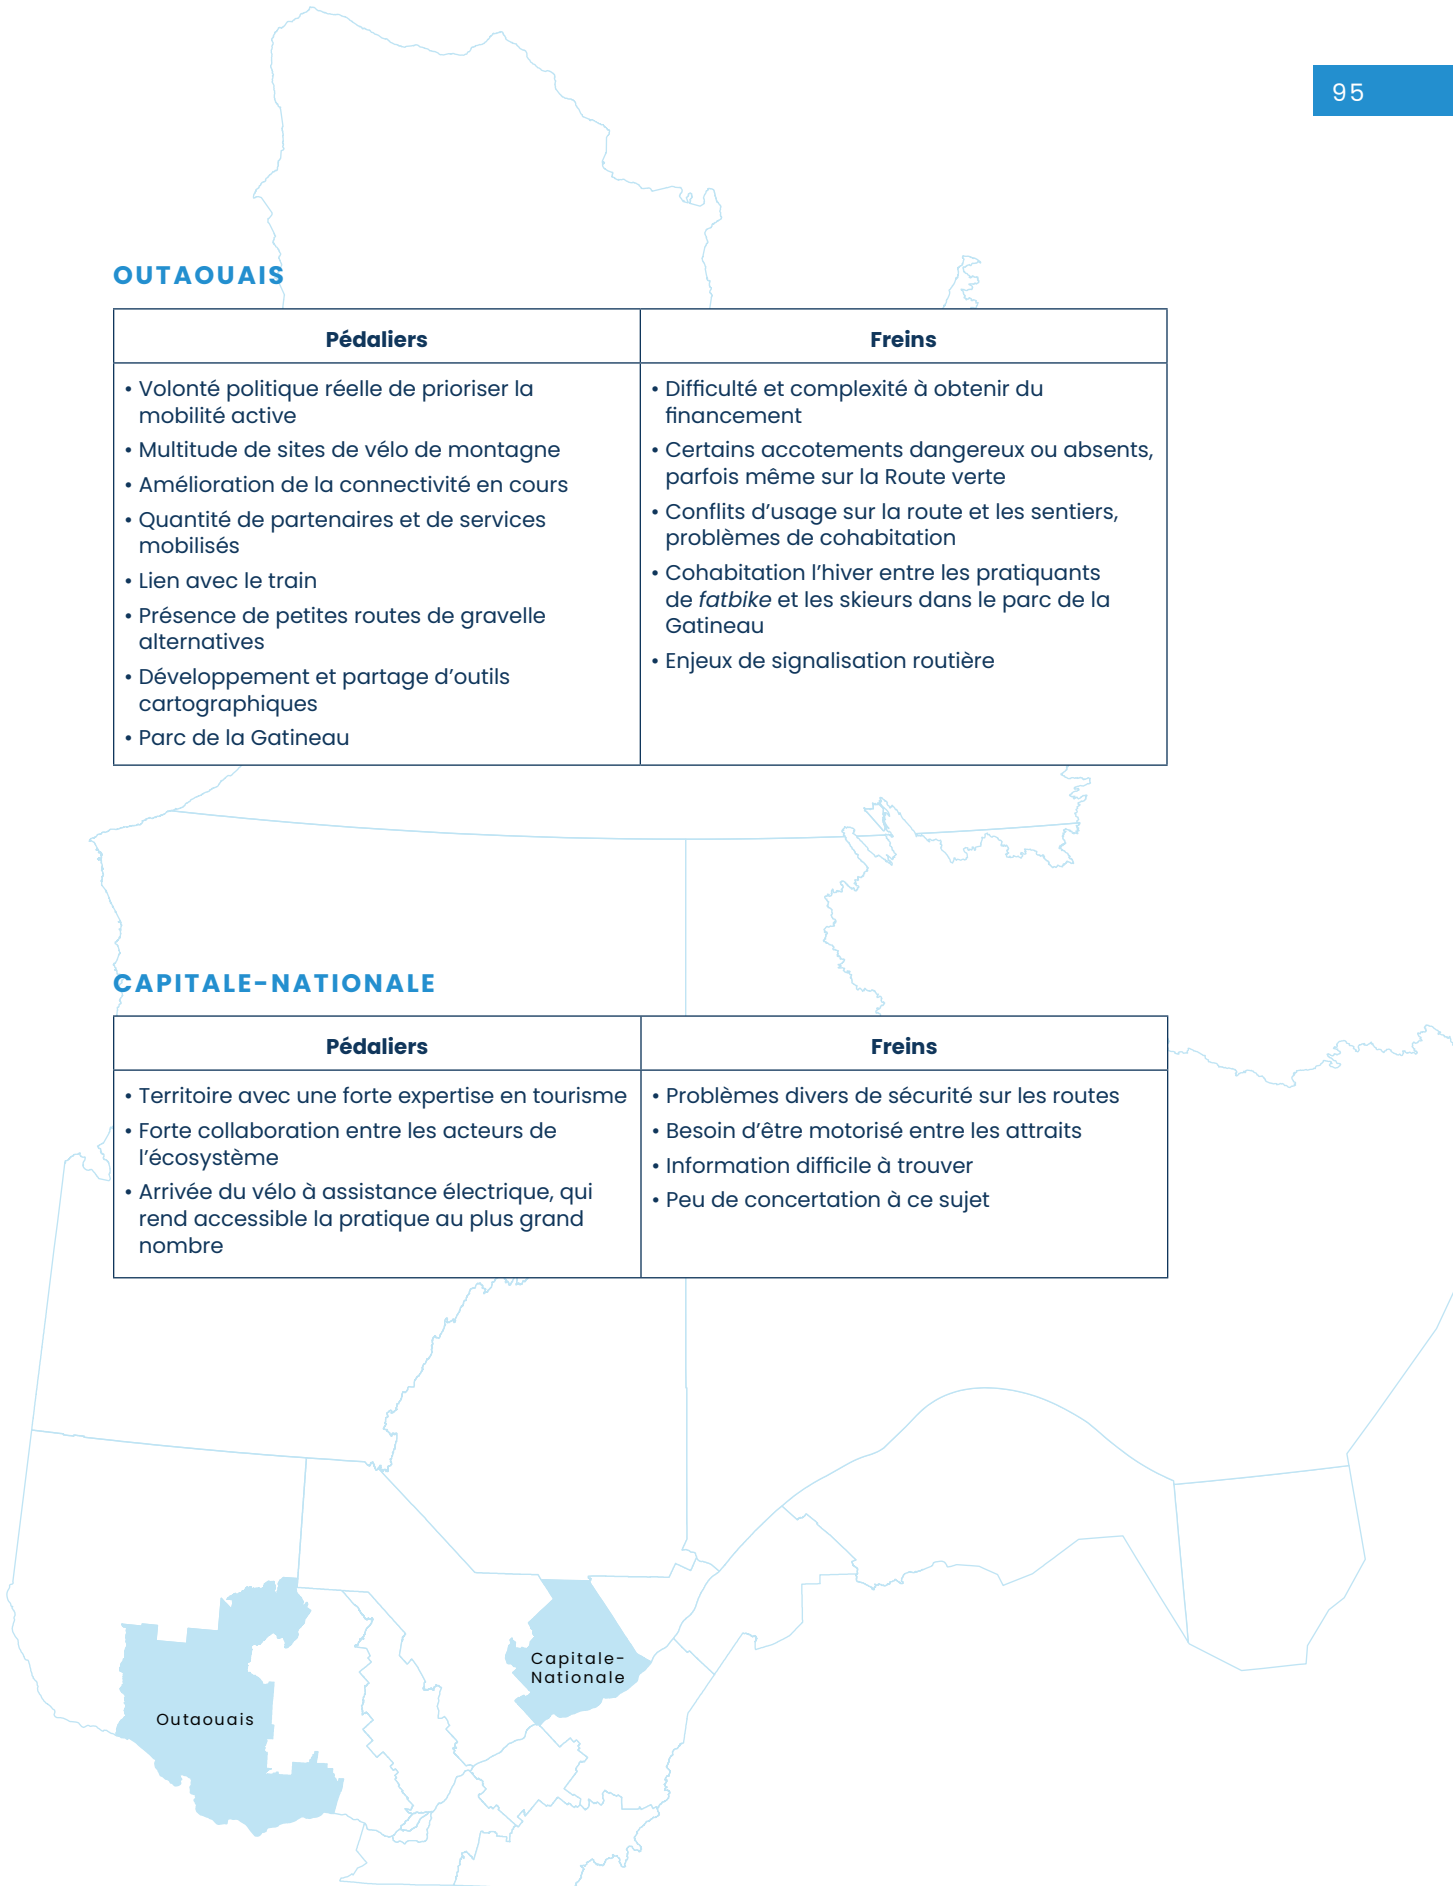 95
OUTAOUAIS
Pédaliers
Freins
• Volonté politique réelle de prioriser la
mobilité active
• Multitude de sites de vélo de montagne
• Amélioration de la connectivité en cours
• Quantité de partenaires et de services
mobilisés
• Lien avec le train
• Présence de petites routes de gravelle
alternatives
• Développement et partage d’outils
cartographiques
• Parc de la Gatineau
• Difficulté et complexité à obtenir du
financement
• Certains accotements dangereux ou absents,
parfois même sur la Route verte
• Conflits d’usage sur la route et les sentiers,
problèmes de cohabitation
• Cohabitation l’hiver entre les pratiquants
de fatbike et les skieurs dans le parc de la
Gatineau
• Enjeux de signalisation routière
CAPITALE-NATIONALE
Pédaliers
Freins
• Territoire avec une forte expertise en tourisme
• Forte collaboration entre les acteurs de
l’écosystème
• Arrivée du vélo à assistance électrique, qui
rend accessible la pratique au plus grand
nombre
• Problèmes divers de sécurité sur les routes
• Besoin d’être motorisé entre les attraits
• Information difficile à trouver
• Peu de concertation à ce sujet
Capitale-
Nationale
Outaouais